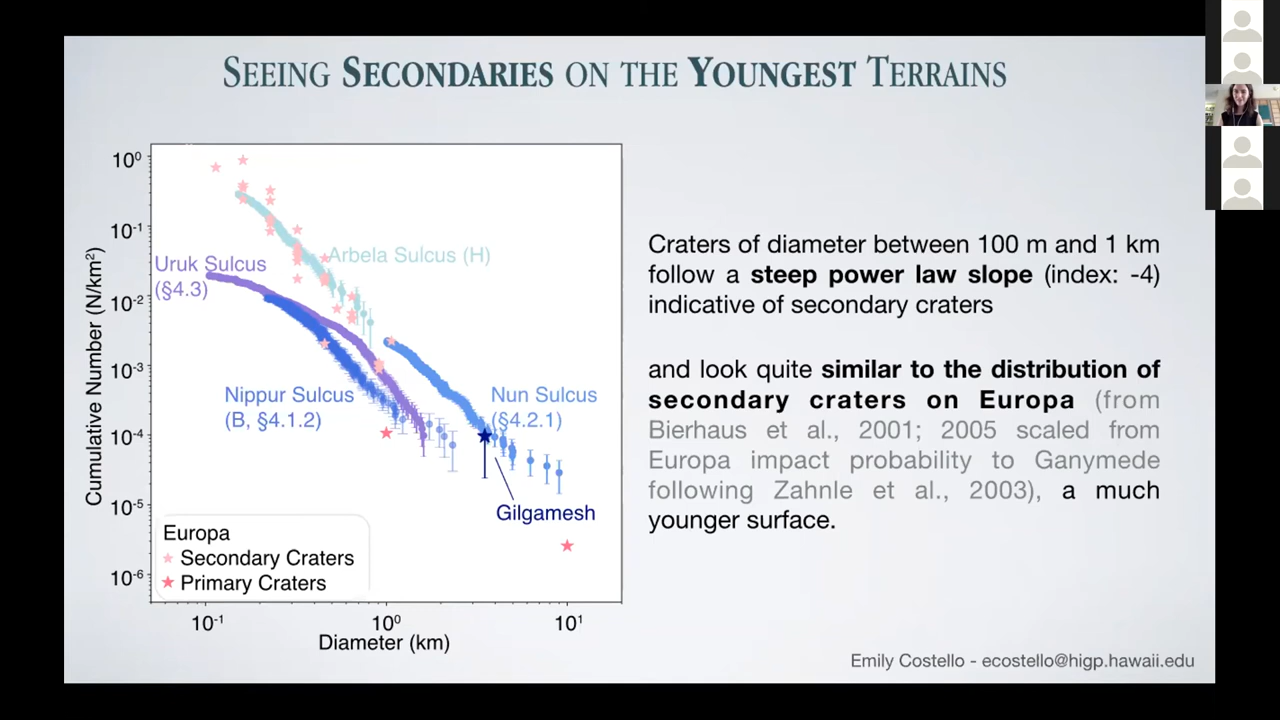 SEEING SECONDARIES ON THE YOUNGEST TERRAINS
10⁰
10⁻¹
10⁻²
10⁻³
10⁻⁴
10⁻⁵
10⁻⁶
Cumulative Number (N/km²)
Arbela Sulcus (H)
Uruk Sulcus
(§4.3)
Nippur Sulcus
(B, §4.1.2)
Nun Sulcus
(§4.2.1)
Gilgamesh
Europa
Secondary Craters
Primary Craters
10⁻¹
10⁰
10¹
Diameter (km)
Craters of diameter between 100 m and 1 km
follow a steep power law slope (index: -4)
indicative of secondary craters
and look quite similar to the distribution of
secondary craters on Europa (from
Bierhaus et al., 2001; 2005 scaled from
Europa impact probability to Ganymede
following Zahnle et al., 2003), a much
younger surface.
Emily Costello - ecostello@higp.hawaii.edu